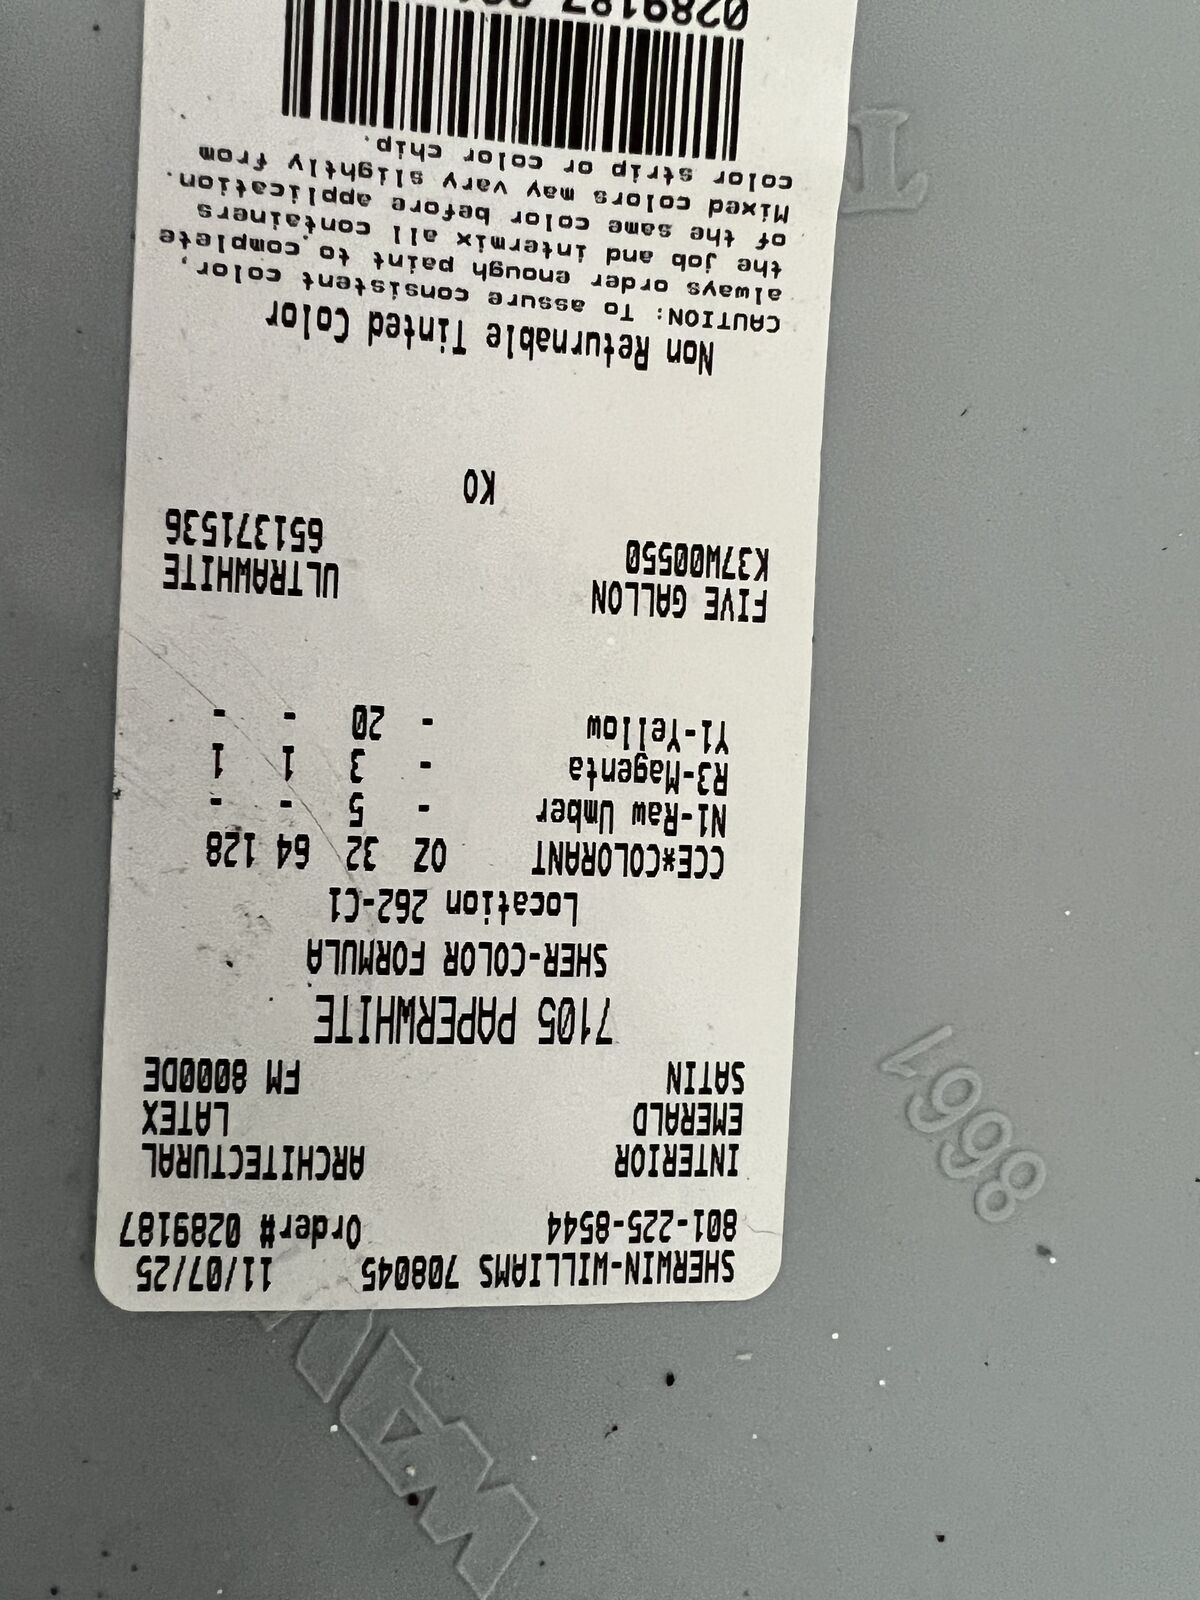 SHERWIN-WILLIAMS 708045 11/07/25
801-225-8544 Order# 0289187
INTERIOR ARCHITECTURAL
EMERALD LATEX
SATIN FM 8000DE
7105 PAPERWHITE
SHER-COLOR FORMULA
Location 262-C1
CCE*COLORANT OZ 32 64 128
N1-Raw Umber - 5 - -
R3-Magenta - 3 1 1
Y1-Yellow - 20 - -
FIVE GALLON ULTRAWHITE
K37W00550 651371536
KO
Non Returnable Tinted Color
CAUTION: To assure consistent color,
always order enough paint to complete
the job and intermix all containers
of the same color before application.
Mixed colors may vary slightly from
color strip or color chip.
1998
T